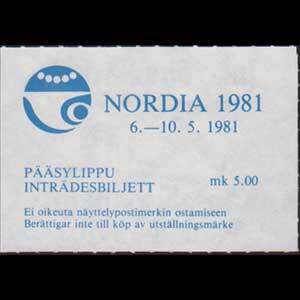 NORDIA 1981
6.—10. 5. 1981
PÄÄSYLIPPU
INTRÄDESBILJETT
mk 5.00
Ei oikeuta näyttelypostimerkin ostamiseen
Berättigar inte till köp av utställningsmärke